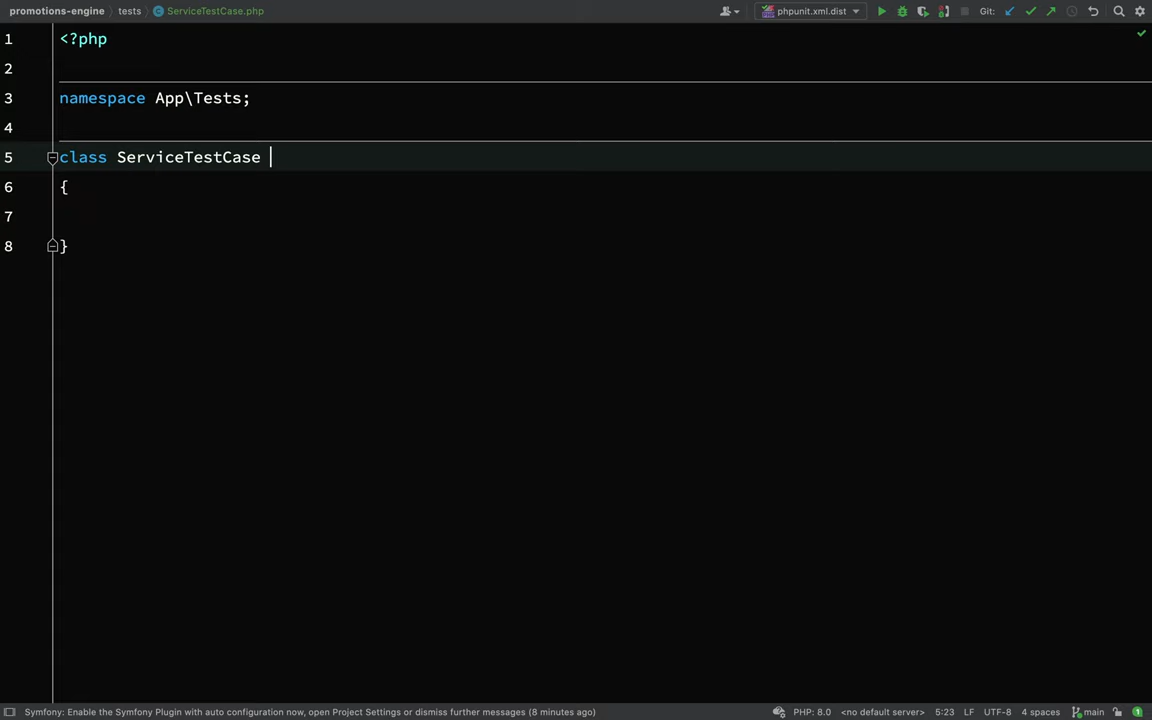 promotions-engine tests ServiceTestCase.php phpunit.xml.dist Git:
1 <?php
2
3 namespace App\Tests;
4
5 class ServiceTestCase
6 {
7
8 }
Symfony: Enable the Symfony Plugin with auto configuration now, open Project Settings or dismiss further messages (8 minutes ago) PHP: 8.0 <no default server> 5:23 LF UTF-8 4 spaces main 1